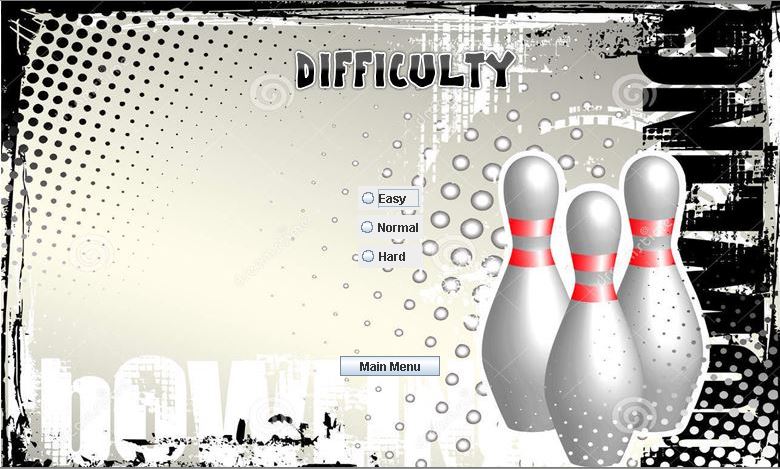 DIFFICULTY
Easy
Normal
Hard
Main Menu